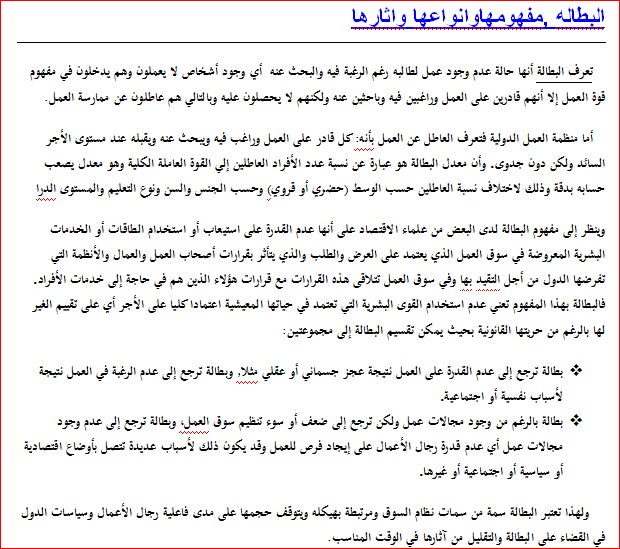 البطاله ,مفهومهاوانواعها واثارها
تعرف البطالة أنها حالة عدم وجود عمل لطالبه رغم الرغبة فيه والبحث عنه أي وجود أشخاص لا يعملون وهم يدخلون في مفهوم
قوة العمل إلا أنهم قادرين على العمل وراغبين فيه وباحثين عنه ولكنهم لا يحصلون عليه وبالتالي هم عاطلون عن ممارسة العمل.
أما منظمة العمل الدولية فتعرف العاطل عن العمل بأنه: كل قادر على العمل وراغب فيه ويبحث عنه ويقبله عند مستوى الأجر
السائد ولكن دون جدوى. وأن معدل البطالة هو عبارة عن نسبة عدد الأفراد العاطلين إلي القوة العاملة الكلية وهو معدل يصعب
حسابه بدقة وذلك لاختلاف نسبة العاطلين حسب الوسط (حضري أو قروي) وحسب الجنس والسن ونوع التعليم والمستوى الدرا
وينظر إلى مفهوم البطالة لدى البعض من علماء الاقتصاد على أنها عدم القدرة على استيعاب أو استخدام الطاقات أو الخدمات
البشرية المعروضة في سوق العمل الذي يعتمد على العرض والطلب والذي يتأثر بقرارات أصحاب العمل والعمال والأنظمة التي
تفرضها الدول من أجل التقيد بها وفي سوق العمل تتلاقى هذه القرارات مع قرارات هؤلاء الذين هم في حاجة إلى خدمات الأفراد.
فالبطالة بهذا المفهوم تعني عدم استخدام القوى البشرية التي تعتمد في حياتها المعيشية اعتمادا كليا على الأجر أي على تقييم الغير
لها بالرغم من حريتها القانونية بحيث يمكن تقسيم البطالة إلى مجموعتين:
❖ بطالة ترجع إلى عدم القدرة على العمل نتيجة عجز جسماني أو عقلي مثلا, وبطالة ترجع إلى عدم الرغبة في العمل نتيجة
لأسباب نفسية أو اجتماعية.
❖ بطالة بالرغم من وجود مجالات عمل ولكن ترجع إلى ضعف أو سوء تنظيم سوق العمل، وبطالة ترجع إلى عدم وجود
مجالات عمل أي عدم قدرة رجال الأعمال على إيجاد فرص للعمل وقد يكون ذلك لأسباب عديدة تتصل بأوضاع اقتصادية
أو سياسية أو اجتماعية أو غيرها.
ولهذا تعتبر البطالة سمة من سمات نظام السوق ومرتبطة بهيكله ويتوقف حجمها على مدى فاعلية رجال الأعمال وسياسات الدول
في القضاء على البطالة والتقليل من آثارها في الوقت المناسب.